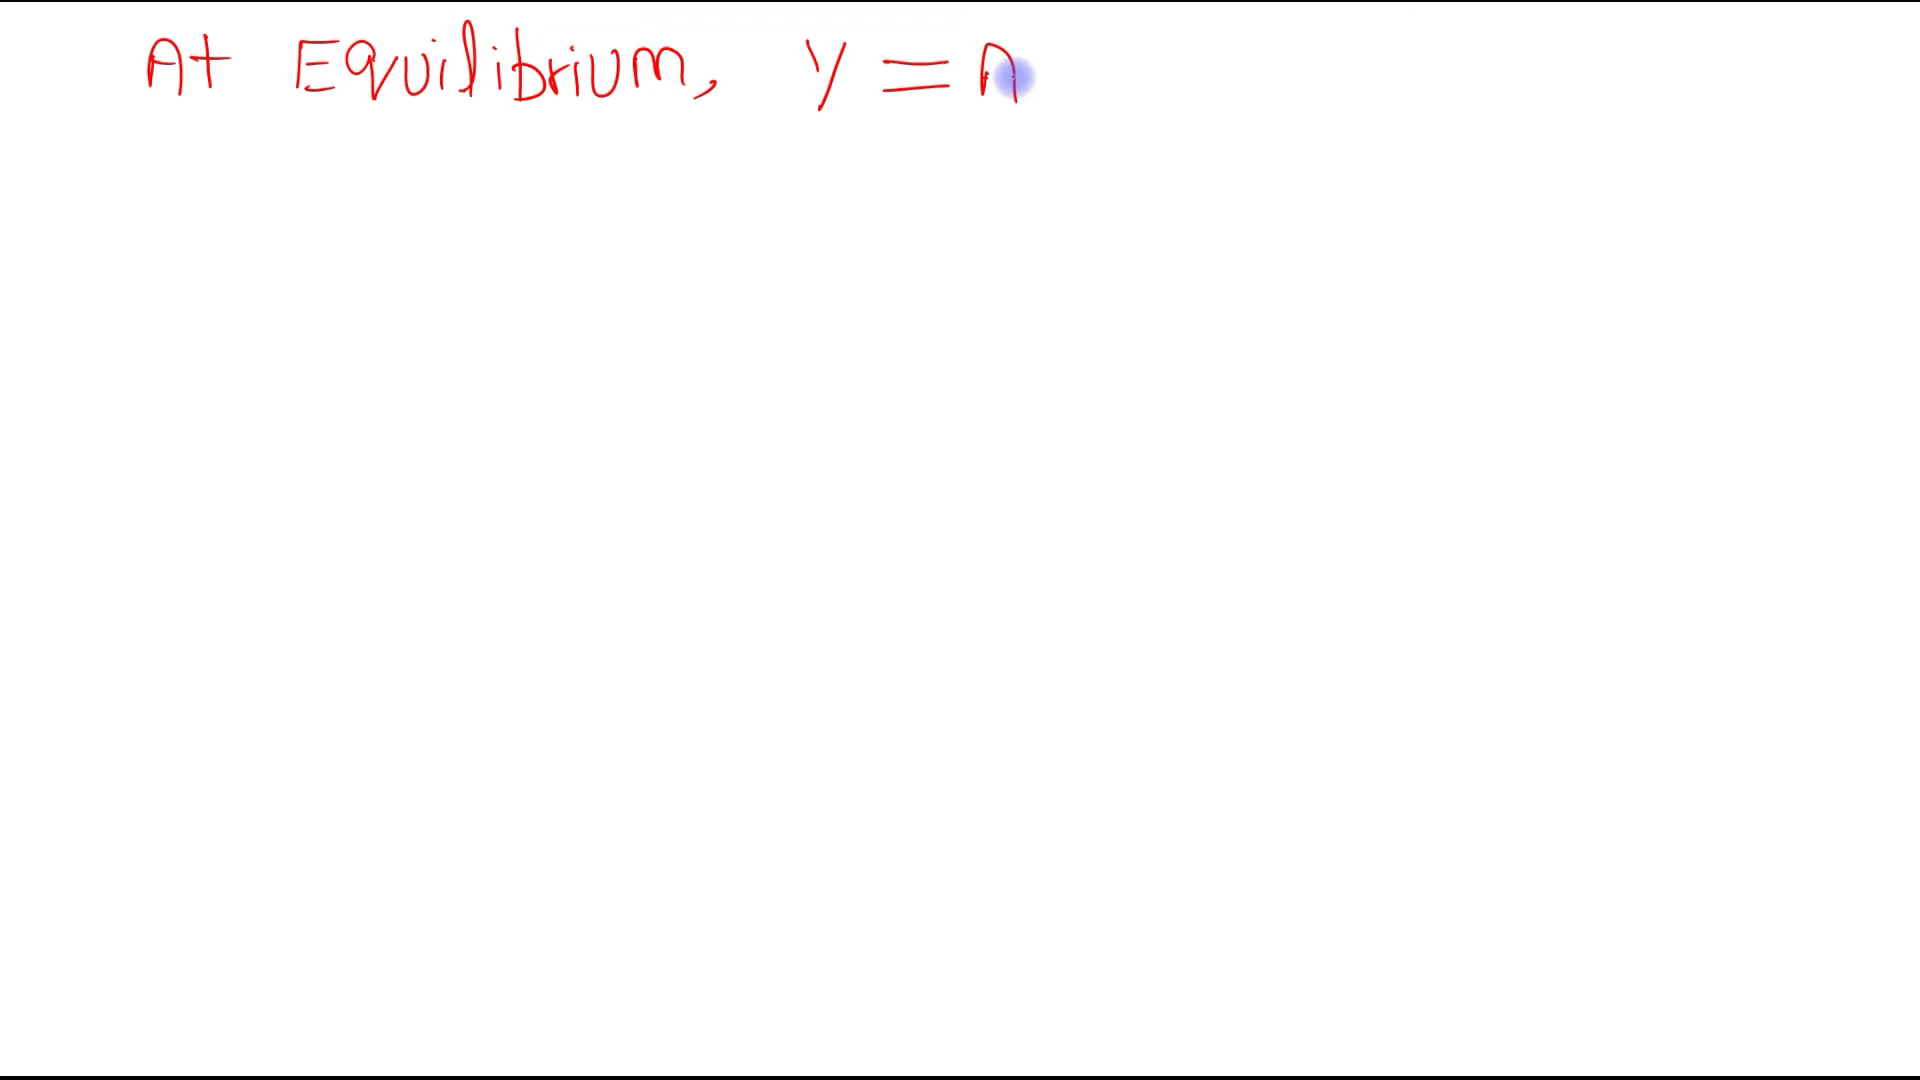 At Equilibrium, Y = A